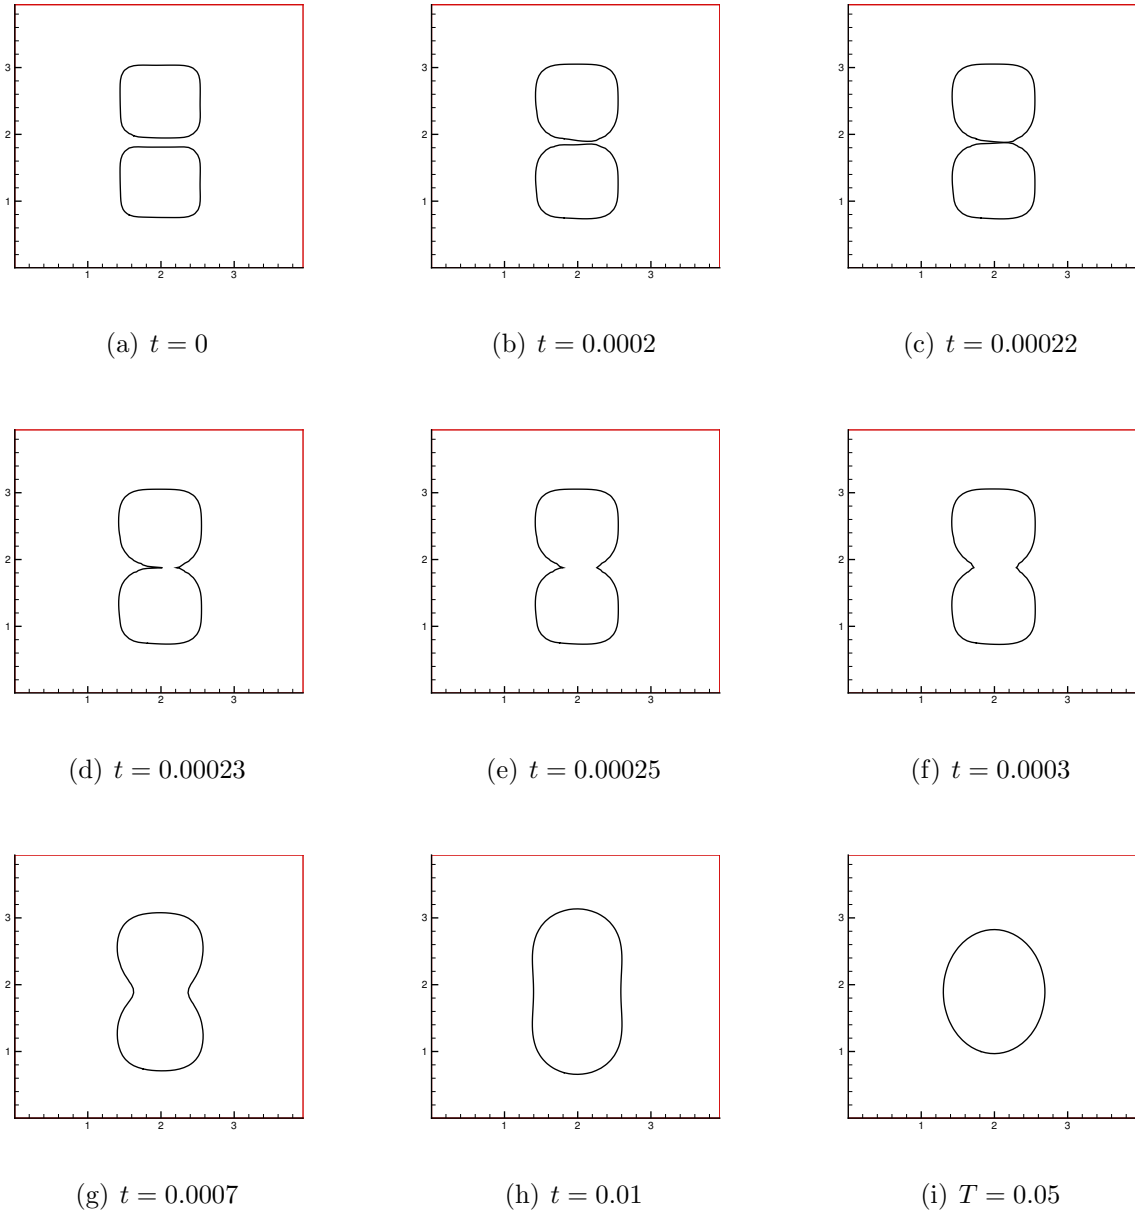 3
3
3
2
2
2
1
1
1
1 2 3
1 2 3
1 2 3
(a) t = 0
(b) t = 0.0002
(c) t = 0.00022
3
3
3
2
2
2
1
1
1
1 2 3
1 2 3
1 2 3
(d) t = 0.00023
(e) t = 0.00025
(f) t = 0.0003
3
3
3
2
2
2
1
1
1
1 2 3
1 2 3
1 2 3
(g) t = 0.0007
(h) t = 0.01
(i) T = 0.05